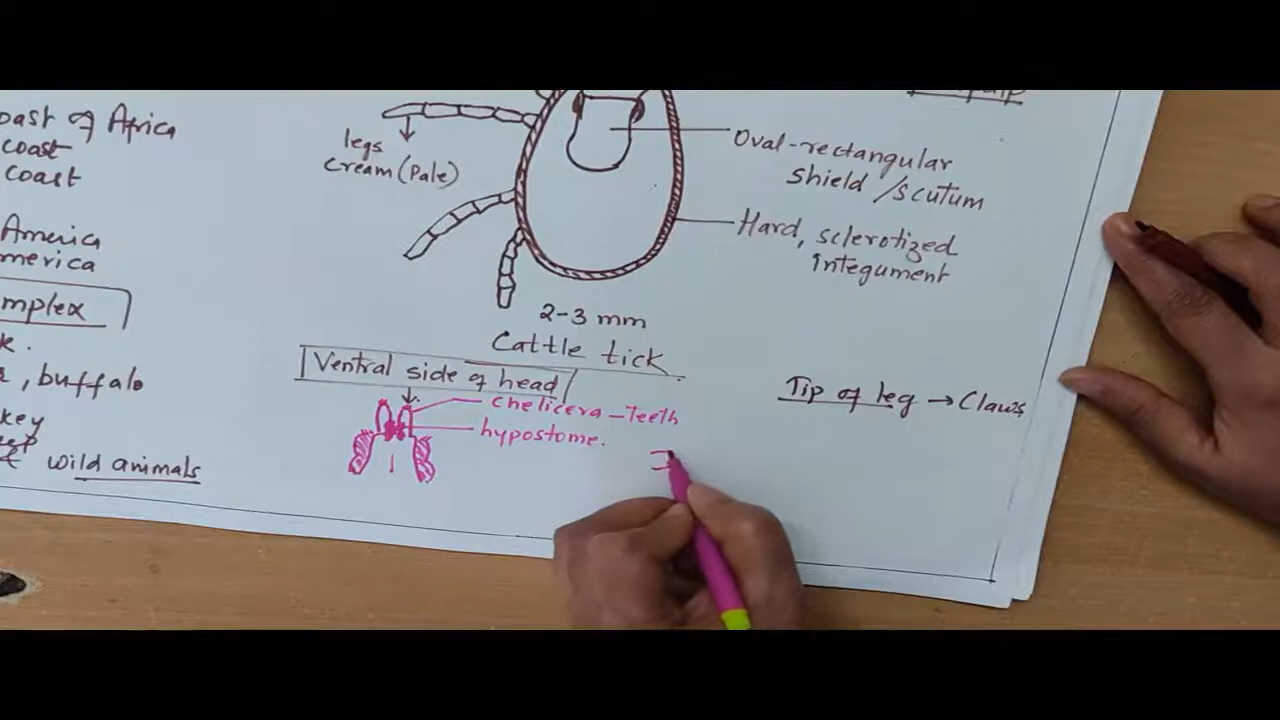 oast of Africa
coast
coast
America
merica
mplex
k.
, buffalo
key
eep
& wild animals
legs
cream (Pale)
Oval-rectangular
shield /scutum
Hard, sclerotized
integument
2-3 mm
Cattle tick
Ventral side of head
chelicera - Teeth
hypostome.
Tip of leg → Claws